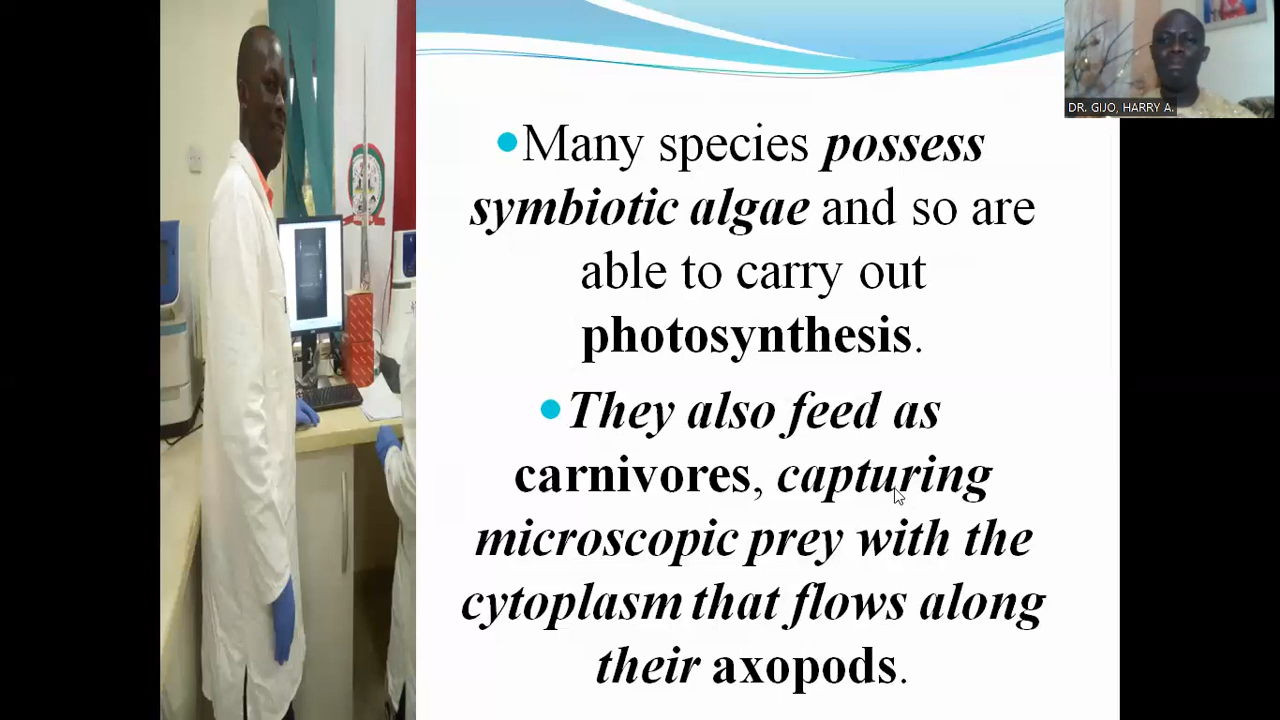 DR. GIJO, HARRY A.
•Many species possess
symbiotic algae and so are
able to carry out
photosynthesis.
•They also feed as
carnivores, capturing
microscopic prey with the
cytoplasm that flows along
their axopods.